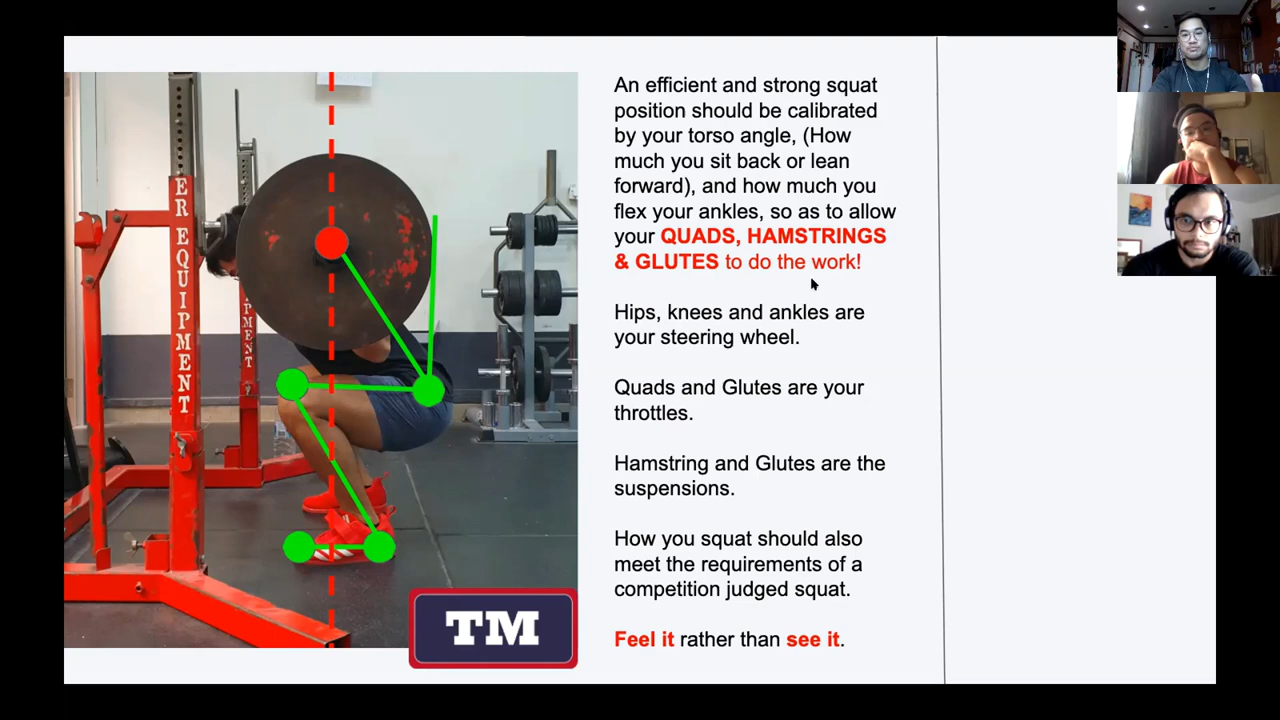 ER EQUIPMENT
MENT
TM
An efficient and strong squat
position should be calibrated
by your torso angle, (How
much you sit back or lean
forward), and how much you
flex your ankles, so as to allow
your QUADS, HAMSTRINGS
& GLUTES to do the work!
Hips, knees and ankles are
your steering wheel.
Quads and Glutes are your
throttles.
Hamstring and Glutes are the
suspensions.
How you squat should also
meet the requirements of a
competition judged squat.
Feel it rather than see it.